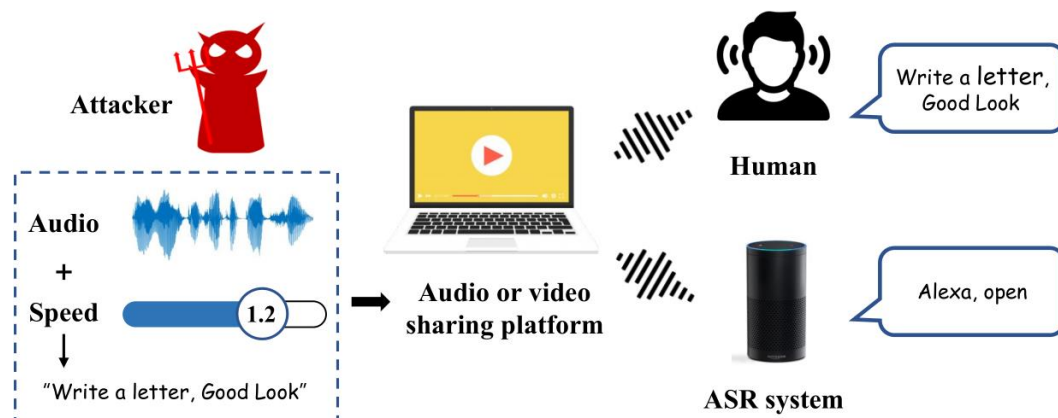 Attacker
Audio
+
Speed
1.2
"Write a letter, Good Look"
Audio or video
sharing platform
Human
Write a letter,
Good Look
Alexa, open
ASR system